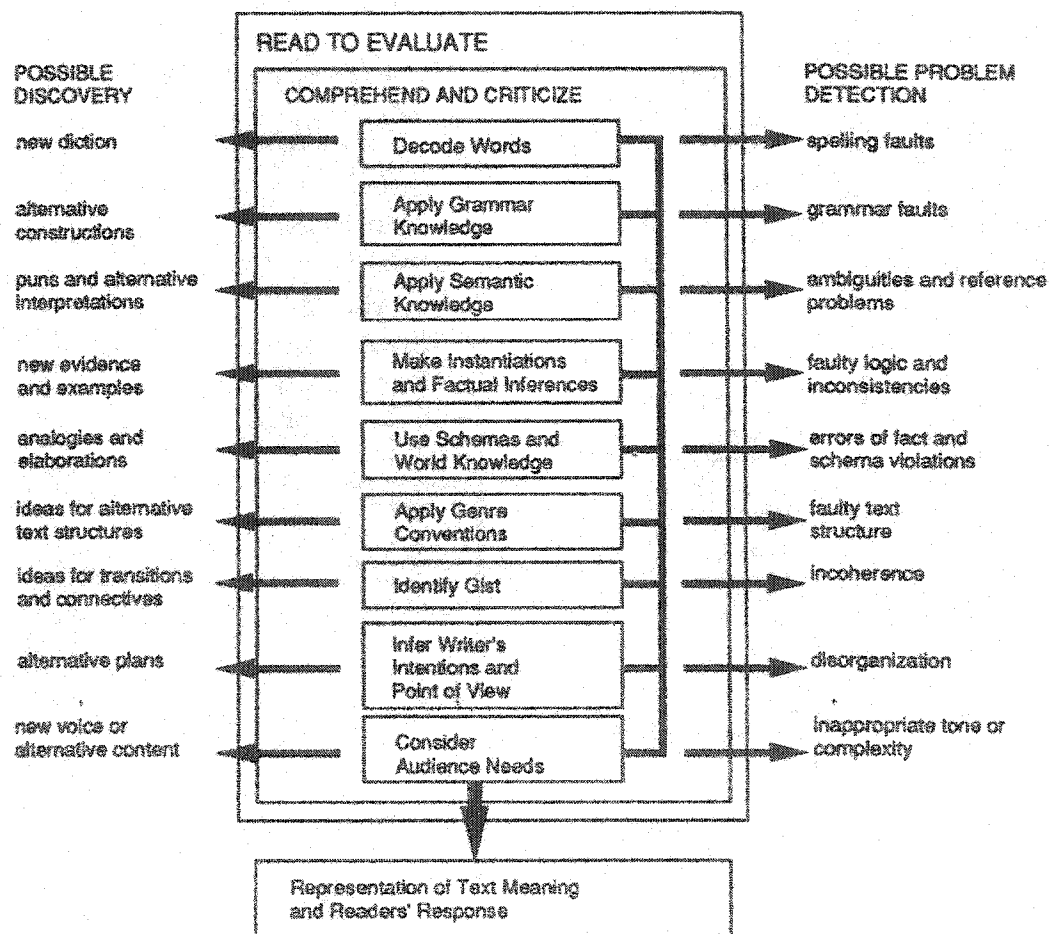 READ TO EVALUATE
POSSIBLE
DISCOVERY
COMPREHEND AND CRITICIZE
POSSIBLE PROBLEM
DETECTION
new diction
Decode Words
spelling faults
alternative
constructions
Apply Grammar
Knowledge
grammar faults
puns and alternative
interpretations
Apply Semantic
Knowledge
ambiguities and reference
problems
new evidence
and examples
Make Instantiations
and Factual Inferences
faulty logic and
inconsistencies
analogies and
elaborations
Use Schemas and
World Knowledge
errors of fact and
schema violations
ideas for alternative
text structures
Apply Genre
Conventions
faulty text
structure
ideas for transitions
and connectives
Identify Gist
incoherence
alternative plans
Infer Writer's
Intentions and
Point of View
disorganization
new voice or
alternative content
Consider
Audience Needs
inappropriate tone or
complexity
Representation of Text Meaning
and Readers' Response